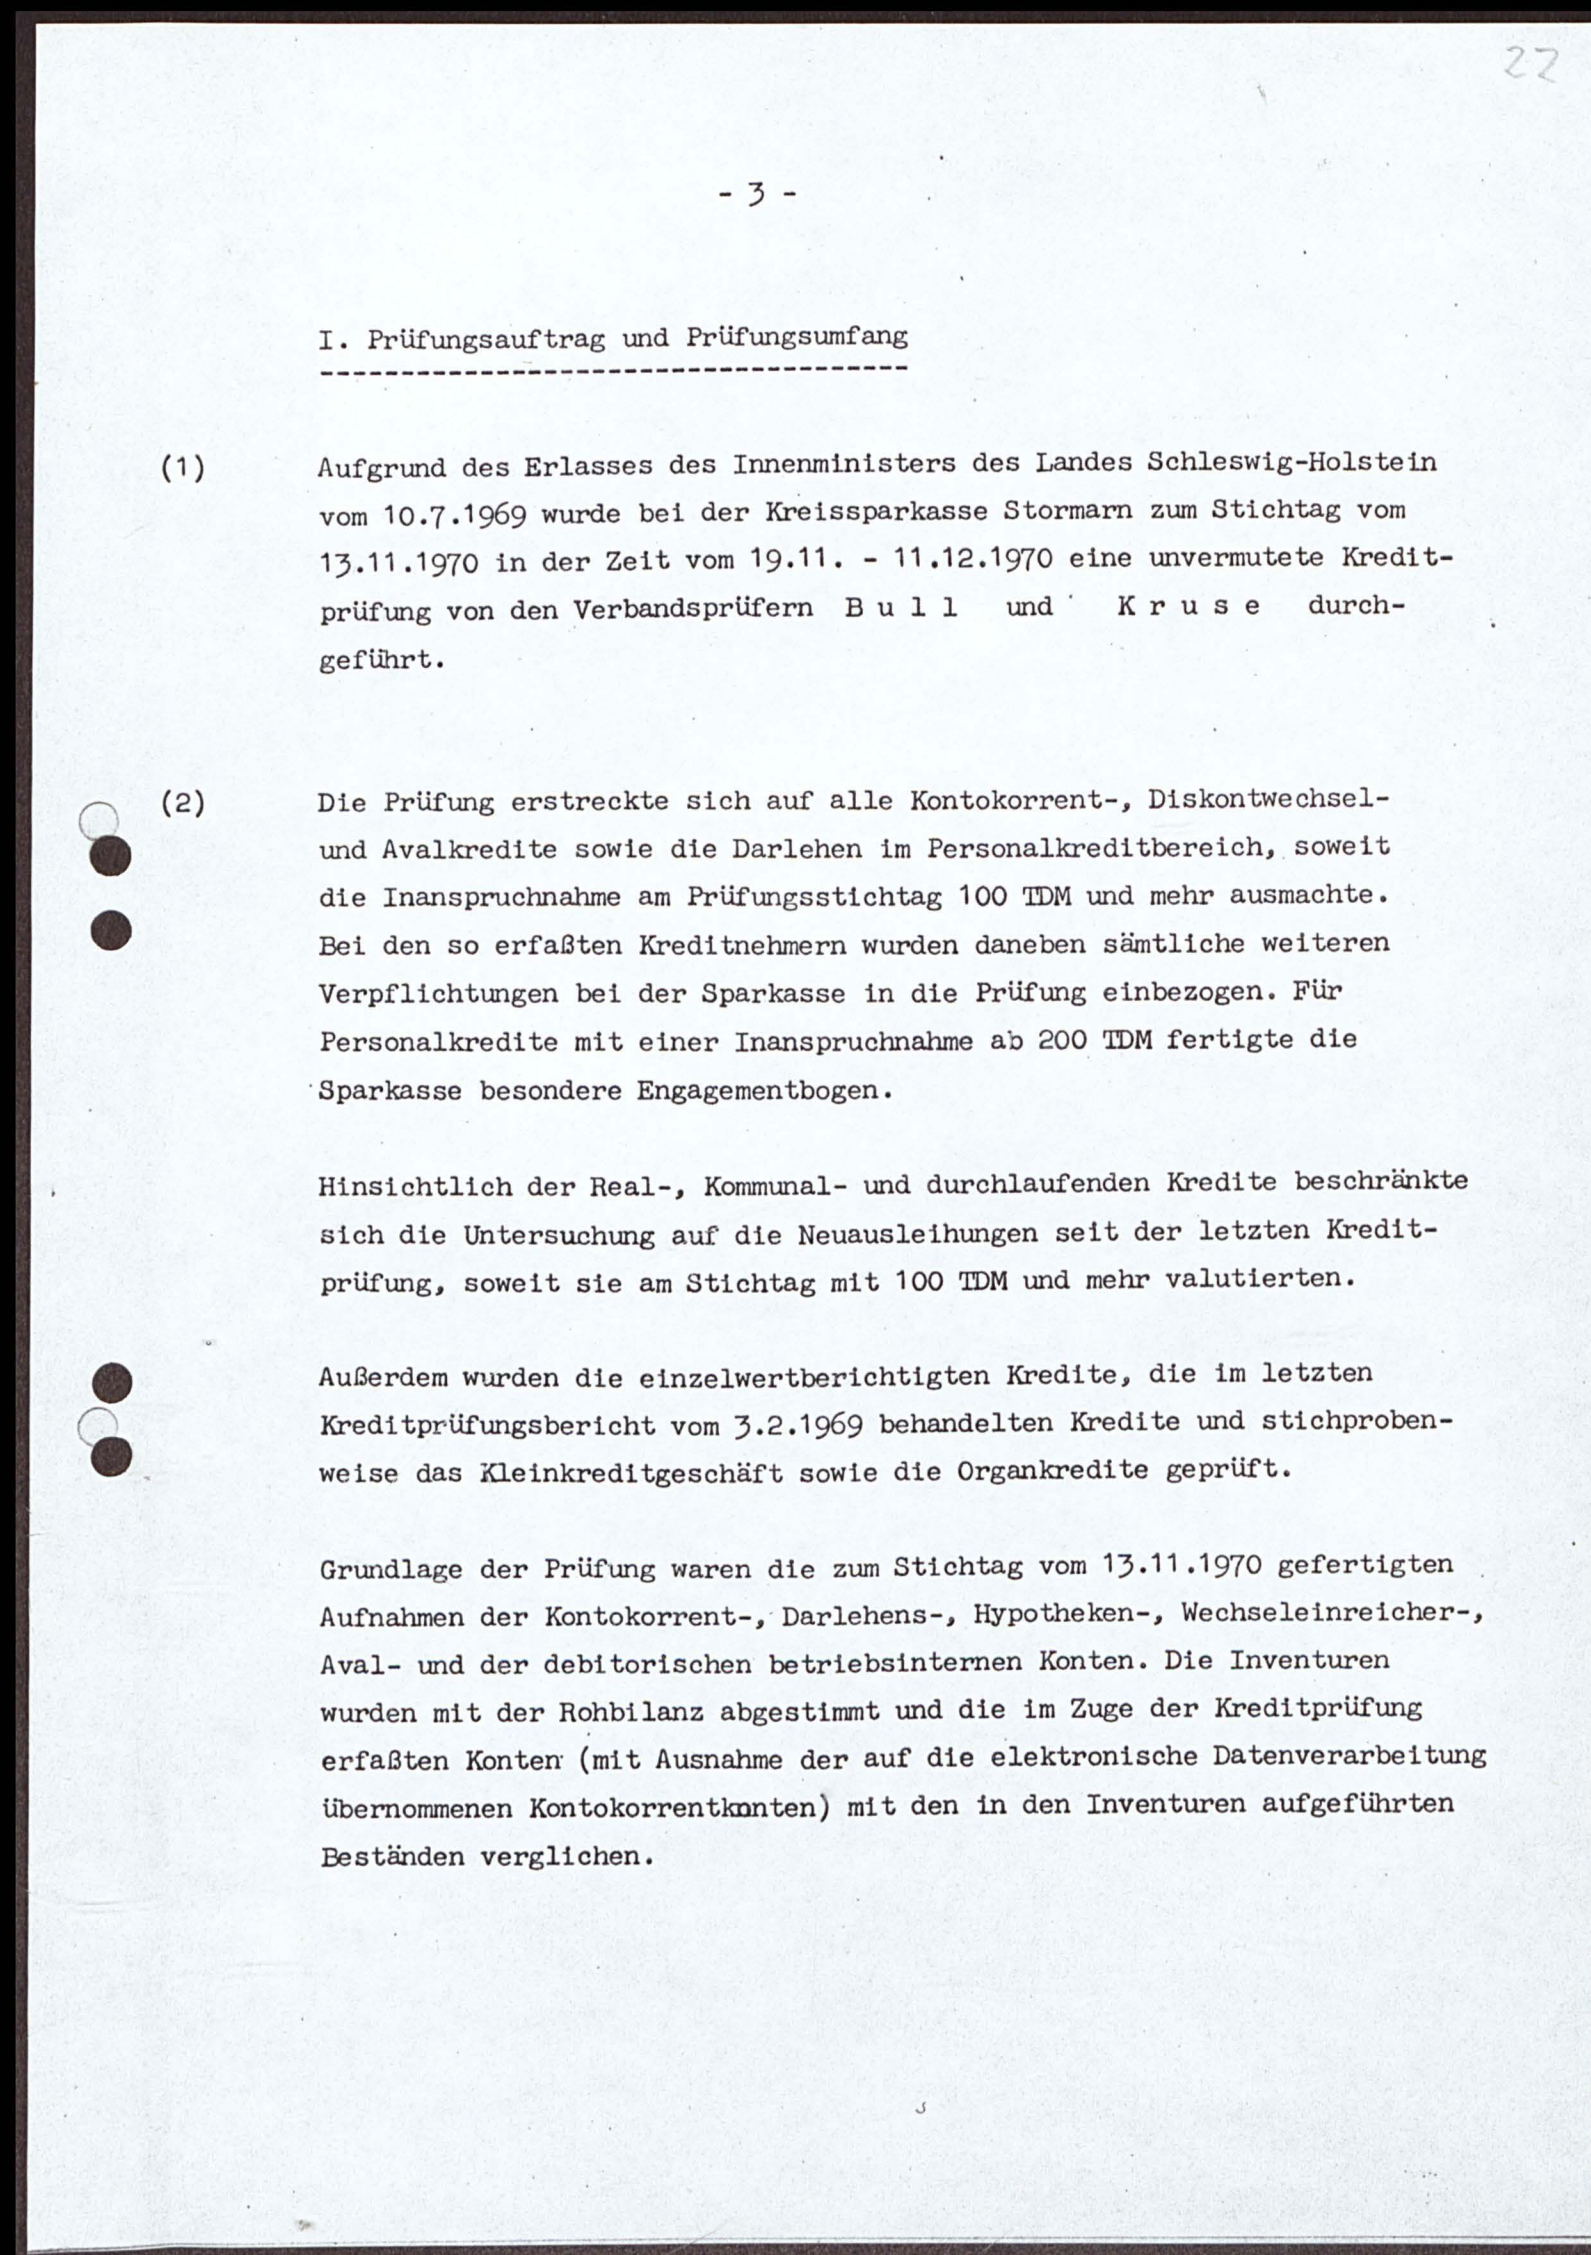 22
- 3 -
I. Prüfungsauftrag und Prüfungsumfang
-------------------------------------
(1) Aufgrund des Erlasses des Innenministers des Landes Schleswig-Holstein
vom 10.7.1969 wurde bei der Kreissparkasse Stormarn zum Stichtag vom
13.11.1970 in der Zeit vom 19.11. - 11.12.1970 eine unvermutete Kredit-
prüfung von den Verbandsprüfern B u l l und K r u s e durch-
geführt.
(2) Die Prüfung erstreckte sich auf alle Kontokorrent-, Diskontwechsel-
und Avalkredite sowie die Darlehen im Personalkreditbereich, soweit
die Inanspruchnahme am Prüfungsstichtag 100 TDM und mehr ausmachte.
Bei den so erfaßten Kreditnehmern wurden daneben sämtliche weiteren
Verpflichtungen bei der Sparkasse in die Prüfung einbezogen. Für
Personalkredite mit einer Inanspruchnahme ab 200 TDM fertigte die
Sparkasse besondere Engagementbogen.
Hinsichtlich der Real-, Kommunal- und durchlaufenden Kredite beschränkte
sich die Untersuchung auf die Neuausleihungen seit der letzten Kredit-
prüfung, soweit sie am Stichtag mit 100 TDM und mehr valutierten.
Außerdem wurden die einzelwertberichtigten Kredite, die im letzten
Kreditprüfungsbericht vom 3.2.1969 behandelten Kredite und stichproben-
weise das Kleinkreditgeschäft sowie die Organkredite geprüft.
Grundlage der Prüfung waren die zum Stichtag vom 13.11.1970 gefertigten
Aufnahmen der Kontokorrent-, Darlehens-, Hypotheken-, Wechseleinreicher-,
Aval- und der debitorischen betriebsinternen Konten. Die Inventuren
wurden mit der Rohbilanz abgestimmt und die im Zuge der Kreditprüfung
erfaßten Konten (mit Ausnahme der auf die elektronische Datenverarbeitung
übernommenen Kontokorrentkonten) mit den in den Inventuren aufgeführten
Beständen verglichen.